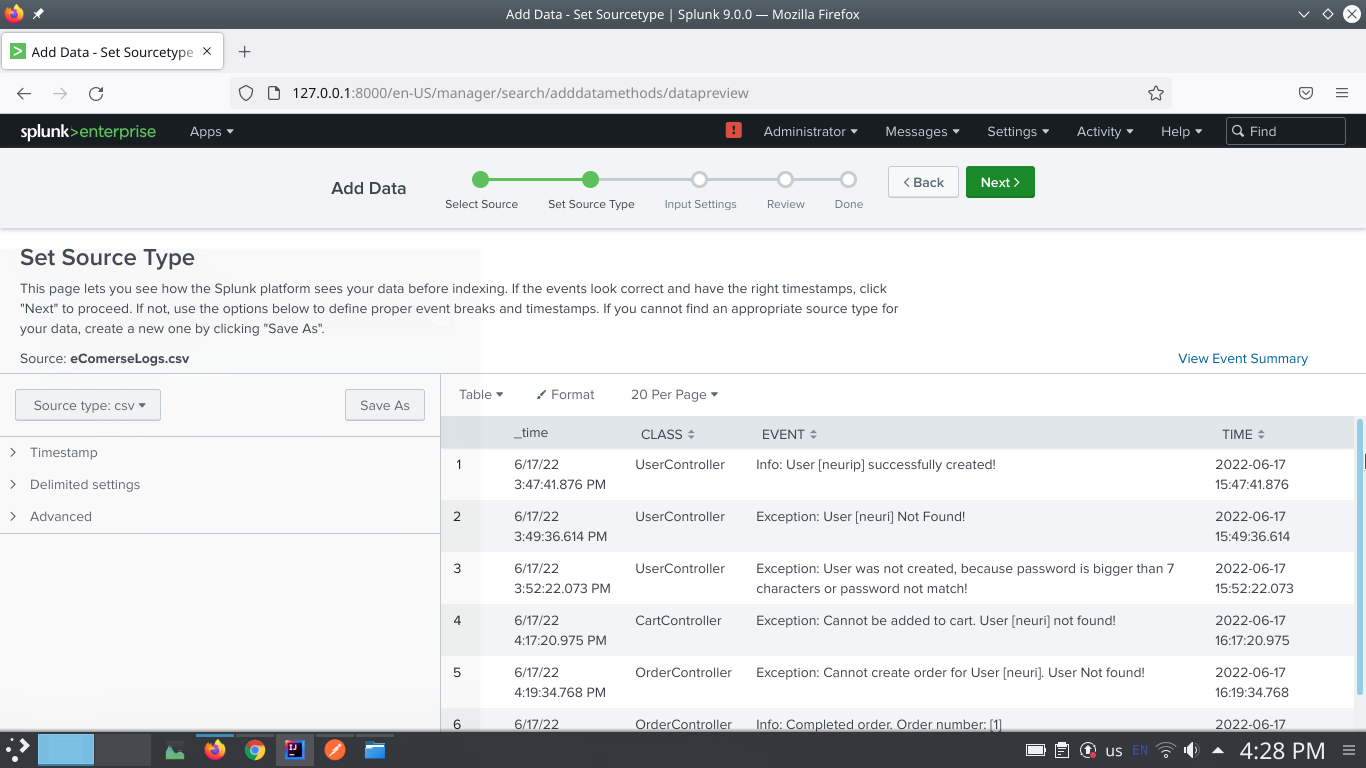 Add Data - Set Sourcetype | Splunk 9.0.0 — Mozilla Firefox
Add Data - Set Sourcetype
127.0.0.1:8000/en-US/manager/search/adddatamethods/datapreview
splunk>enterprise Apps Administrator Messages Settings Activity Help Find
Add Data
Select Source Set Source Type Input Settings Review Done
Back Next
Set Source Type
This page lets you see how the Splunk platform sees your data before indexing. If the events look correct and have the right timestamps, click
"Next" to proceed. If not, use the options below to define proper event breaks and timestamps. If you cannot find an appropriate source type for
your data, create a new one by clicking "Save As".
Source: eComerseLogs.csv
View Event Summary
Source type: csv Save As
Timestamp
Delimited settings
Advanced
Table Format 20 Per Page
_time CLASS EVENT TIME
1 6/17/22 UserController Info: User [neurip] successfully created! 2022-06-17
3:47:41.876 PM 15:47:41.876
2 6/17/22 UserController Exception: User [neuri] Not Found! 2022-06-17
3:49:36.614 PM 15:49:36.614
3 6/17/22 UserController Exception: User was not created, because password is bigger than 7 2022-06-17
3:52:22.073 PM characters or password not match! 15:52:22.073
4 6/17/22 CartController Exception: Cannot be added to cart. User [neuri] not found! 2022-06-17
4:17:20.975 PM 16:17:20.975
5 6/17/22 OrderController Exception: Cannot create order for User [neuri]. User Not found! 2022-06-17
4:19:34.768 PM 16:19:34.768
6 6/17/22 OrderController Info: Completed order. Order number: [1] 2022-06-17
us EN 4:28 PM